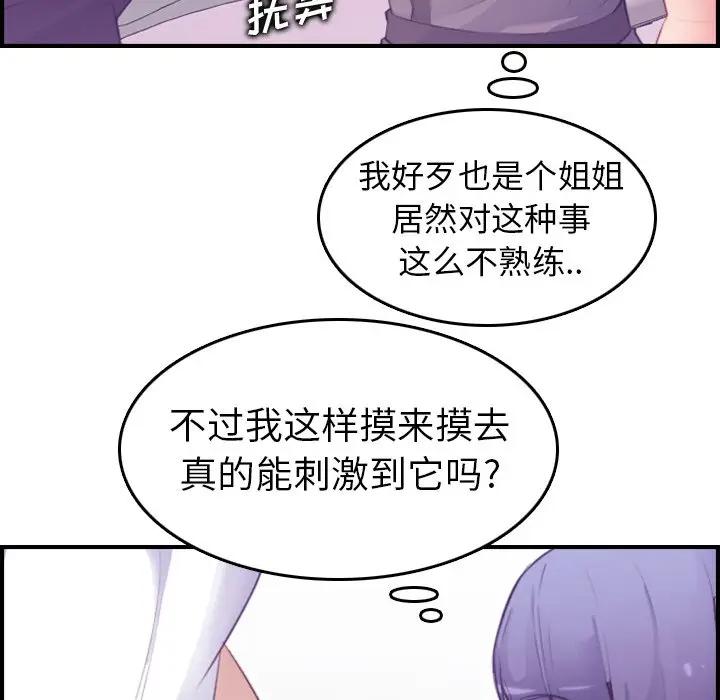 抚弄
我好歹也是个姐姐
居然对这种事
这么不熟练..
不过我这样摸来摸去
真的能刺激到它吗?